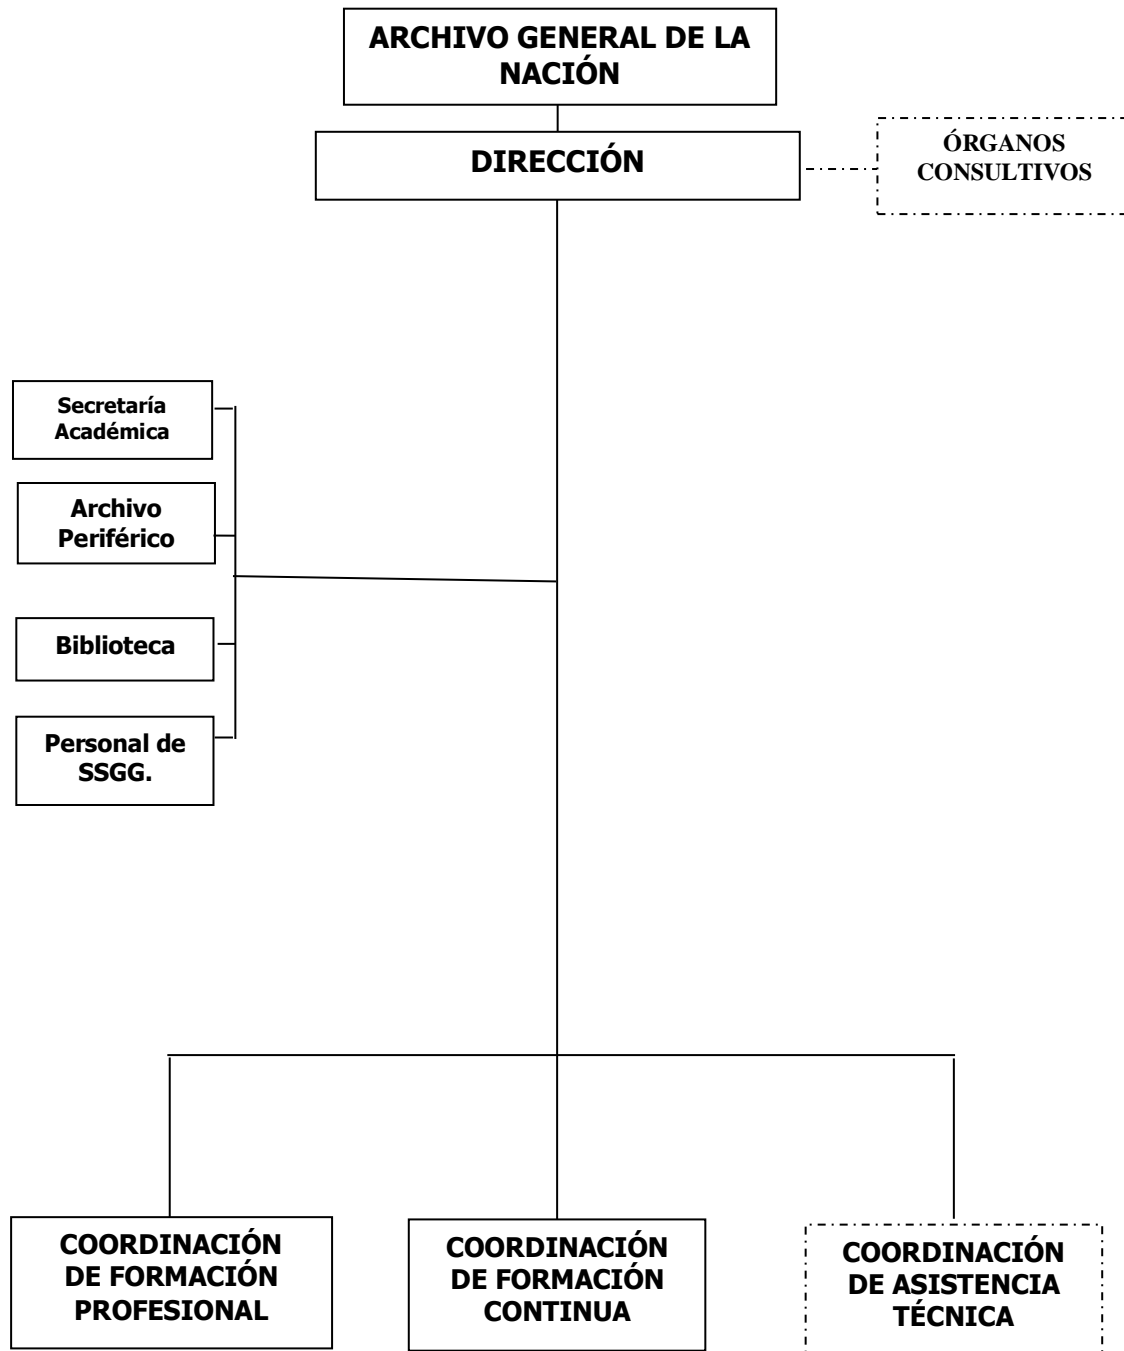 ARCHIVO GENERAL DE LA
NACIÓN
DIRECCIÓN
ÓRGANOS
CONSULTIVOS
Secretaría
Académica
Archivo
Periférico
Biblioteca
Personal de
SSGG.
COORDINACIÓN
DE FORMACIÓN
PROFESIONAL
COORDINACIÓN
DE FORMACIÓN
CONTINUA
COORDINACIÓN
DE ASISTENCIA
TÉCNICA